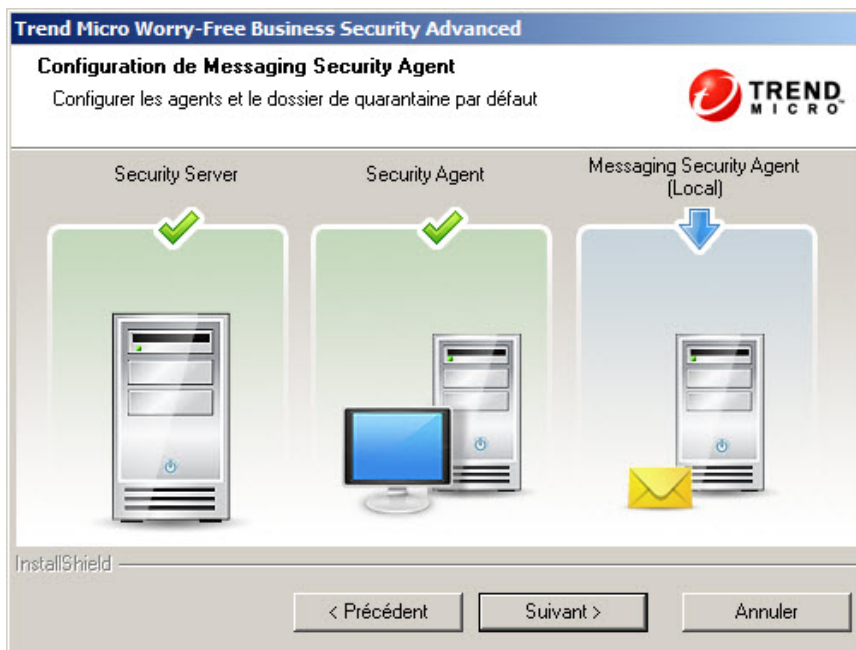 Trend Micro Worry-Free Business Security Advanced
Configuration de Messaging Security Agent
Configurer les agents et le dossier de quarantaine par défaut
TREND
MICRO™
Security Server
Security Agent
Messaging Security Agent
(Local)
InstallShield
< Précédent
Suivant >
Annuler